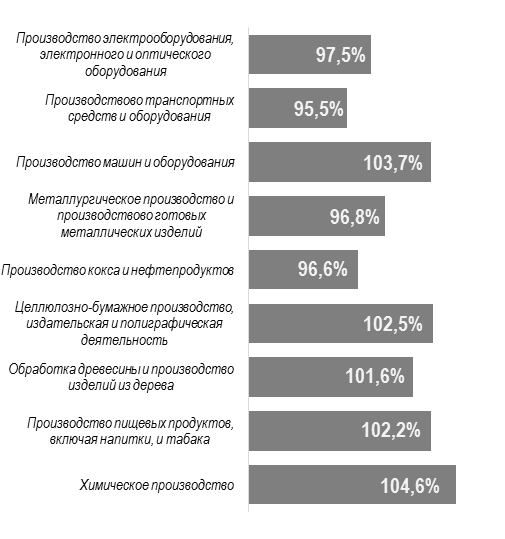 Производство электрооборудования,
электронного и оптического
оборудования
97,5%
Производствово транспортных
средств и оборудования
95,5%
Производство машин и оборудования
103,7%
Металлургическое производство и
производствово готовых
металлических изделий
96,8%
Производство кокса и нефтепродуктов
96,6%
Целлюлозно-бумажное производство,
издательская и полиграфическая
деятельность
102,5%
Обработка древесины и производство
изделий из дерева
101,6%
Производство пищевых продуктов,
включая напитки, и табака
102,2%
Химическое производство
104,6%